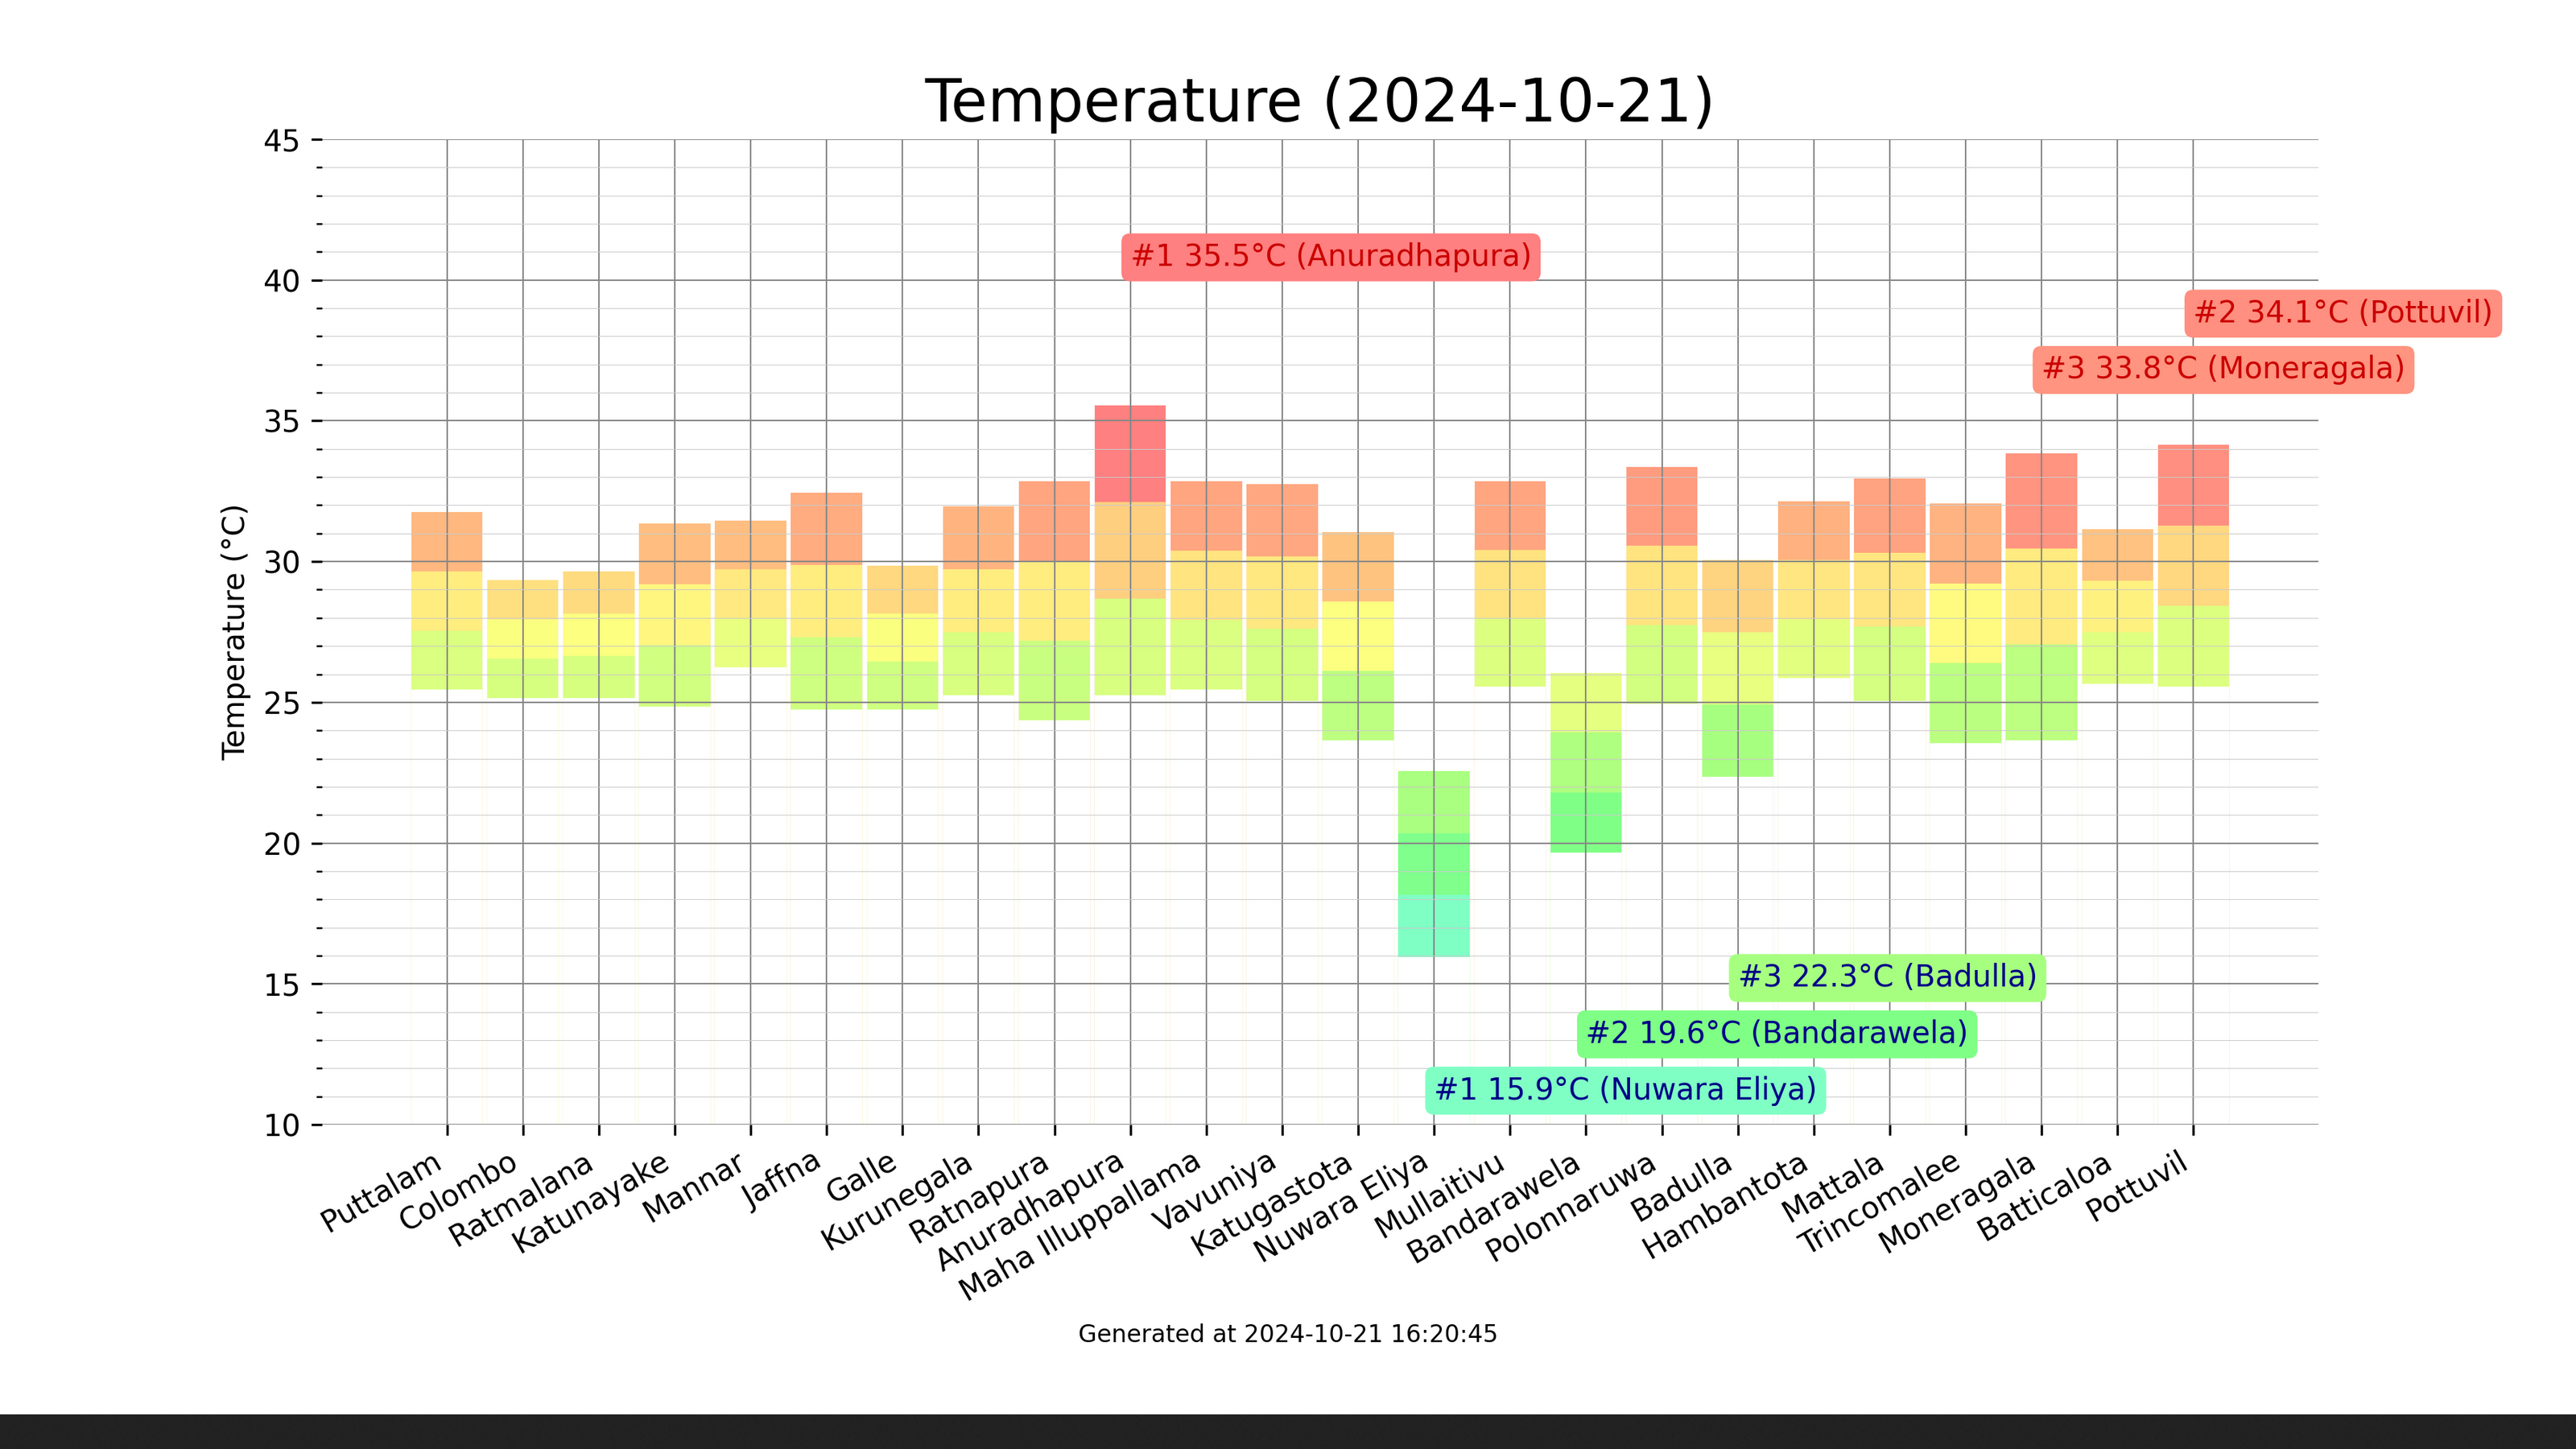 Temperature (2024-10-21)
45
40
35
30
25
20
15
10
Temperature (°C)
#1 35.5°C (Anuradhapura)
#2 34.1°C (Pottuvil)
#3 33.8°C (Moneragala)
#3 22.3°C (Badulla)
#2 19.6°C (Bandarawela)
#1 15.9°C (Nuwara Eliya)
Puttalam
Colombo
Ratmalana
Katunayake
Mannar
Jaffna
Galle
Kurunegala
Ratnapura
Anuradhapura
Maha Illuppallama
Vavuniya
Katugastota
Nuwara Eliya
Mullaitivu
Bandarawela
Polonnaruwa
Badulla
Hambantota
Mattala
Trincomalee
Moneragala
Batticaloa
Pottuvil
Generated at 2024-10-21 16:20:45